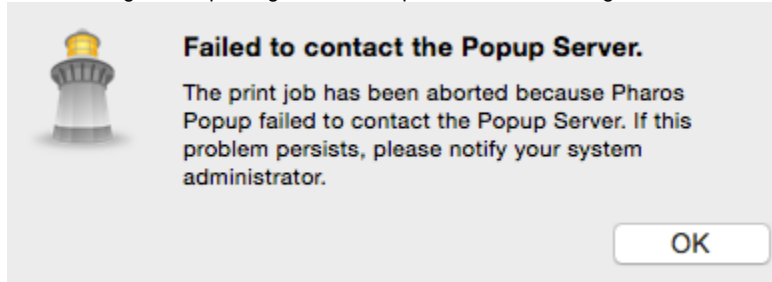 Failed to contact the Popup Server.
The print job has been aborted because Pharos
Popup failed to contact the Popup Server. If this
problem persists, please notify your system
administrator.
OK